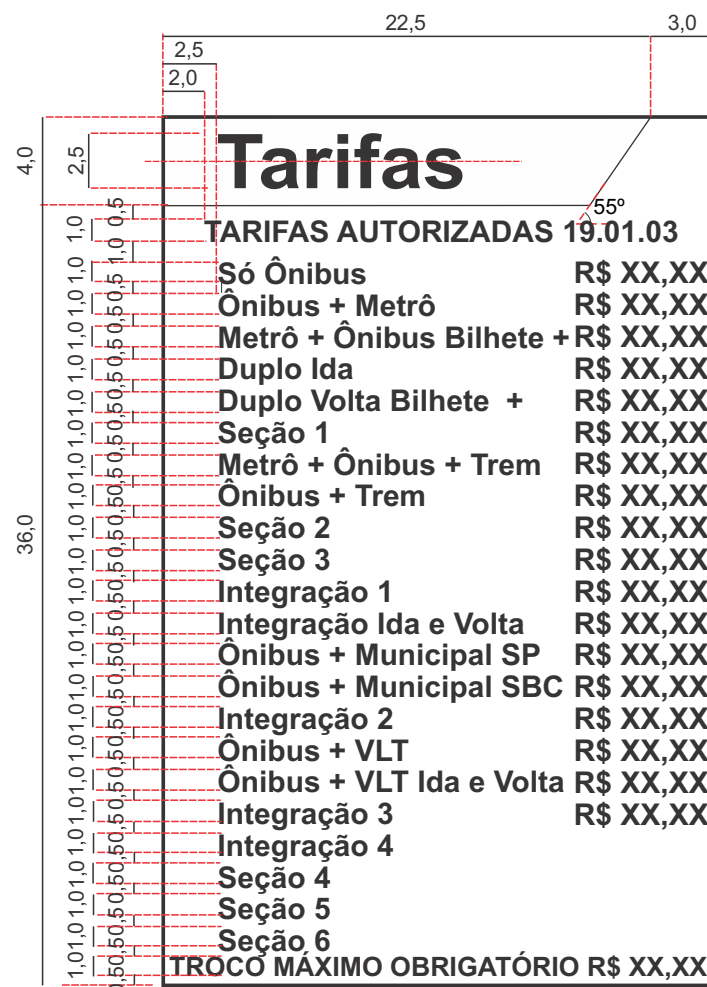 22,5 3,0
2,5
2,0
4,0
2,5
Tarifas
0,5
55º
1,0
TARIFAS AUTORIZADAS 19.01.03
1,0
36,0
Só Ônibus R$ XX,XX
Ônibus + Metrô R$ XX,XX
Metrô + Ônibus Bilhete + R$ XX,XX
Duplo Ida R$ XX,XX
Duplo Volta Bilhete + R$ XX,XX
Seção 1 R$ XX,XX
Metrô + Ônibus + Trem R$ XX,XX
Ônibus + Trem R$ XX,XX
Seção 2 R$ XX,XX
Seção 3 R$ XX,XX
Integração 1 R$ XX,XX
Integração Ida e Volta R$ XX,XX
Ônibus + Municipal SP R$ XX,XX
Ônibus + Municipal SBC R$ XX,XX
Integração 2 R$ XX,XX
Ônibus + VLT R$ XX,XX
Ônibus + VLT Ida e Volta R$ XX,XX
Integração 3 R$ XX,XX
Integração 4
Seção 4
Seção 5
Seção 6
TROCO MÁXIMO OBRIGATÓRIO R$ XX,XX